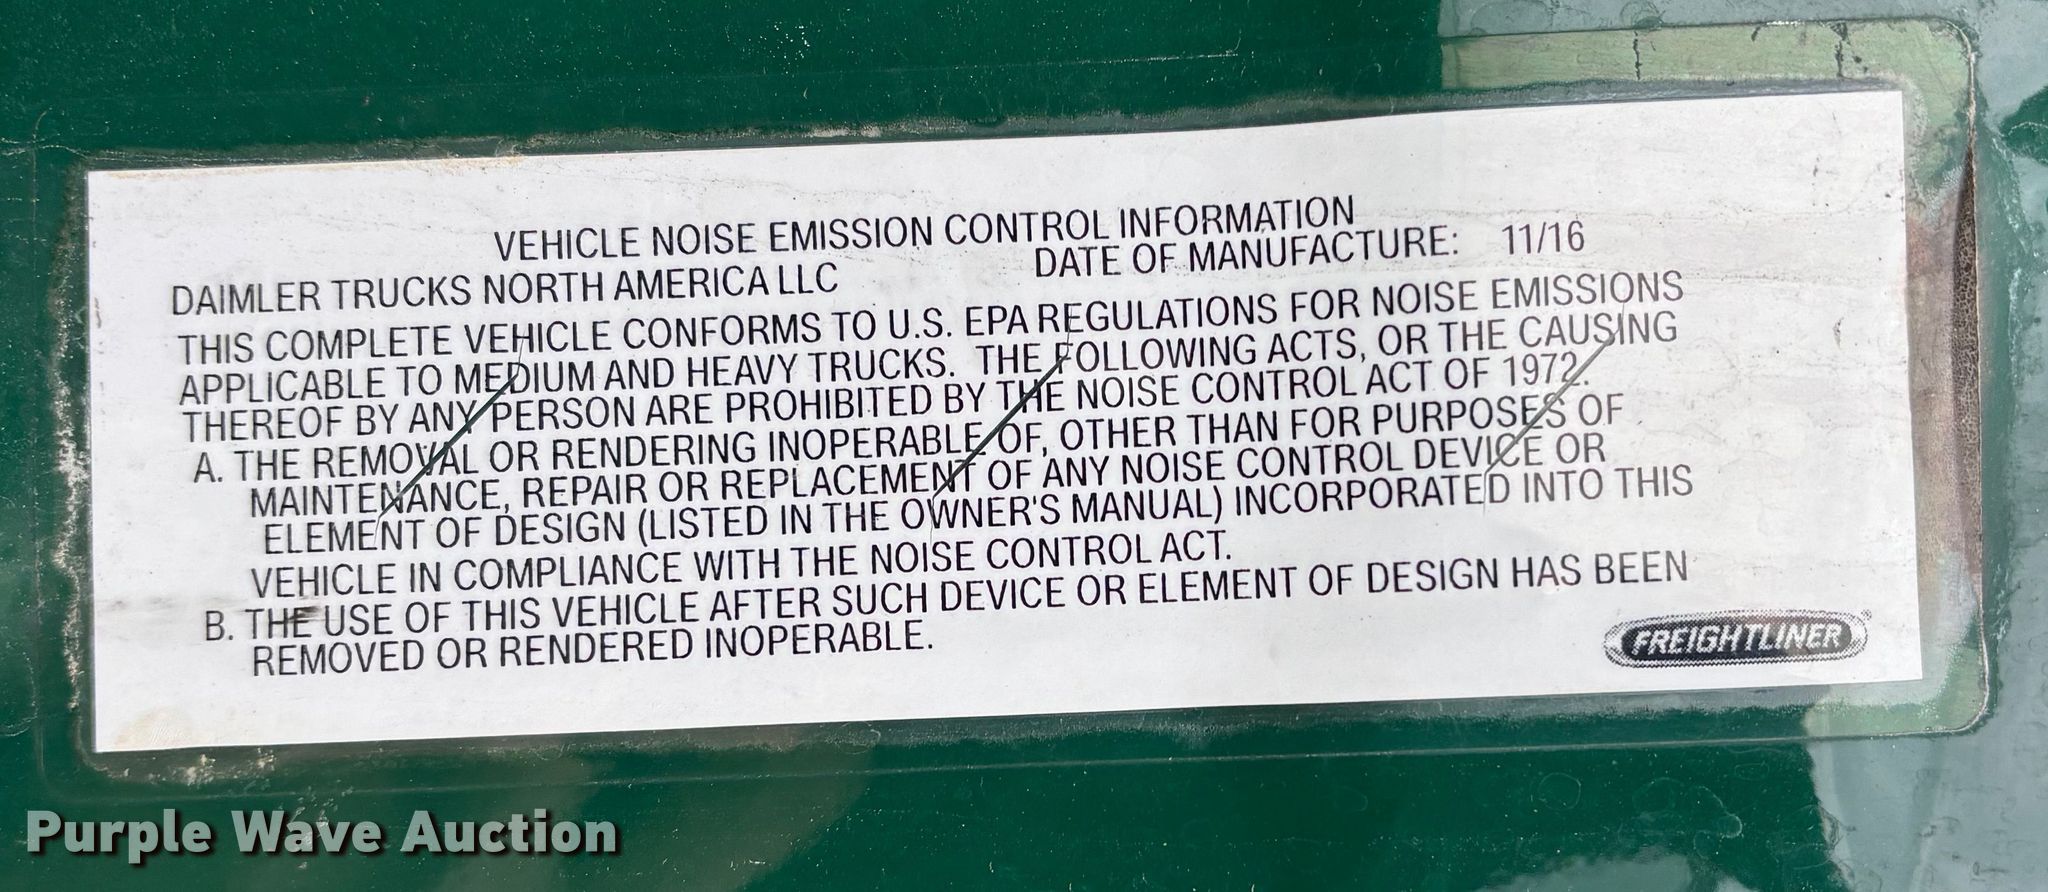 VEHICLE NOISE EMISSION CONTROL INFORMATION
DAIMLER TRUCKS NORTH AMERICA LLC DATE OF MANUFACTURE: 11/16
THIS COMPLETE VEHICLE CONFORMS TO U.S. EPA REGULATIONS FOR NOISE EMISSIONS
APPLICABLE TO MEDIUM AND HEAVY TRUCKS. THE FOLLOWING ACTS, OR THE CAUSING
THEREOF BY ANY PERSON ARE PROHIBITED BY THE NOISE CONTROL ACT OF 1972.
A. THE REMOVAL OR RENDERING INOPERABLE OF, OTHER THAN FOR PURPOSES OF
MAINTENANCE, REPAIR OR REPLACEMENT OF ANY NOISE CONTROL DEVICE OR
ELEMENT OF DESIGN (LISTED IN THE OWNER'S MANUAL) INCORPORATED INTO THIS
VEHICLE IN COMPLIANCE WITH THE NOISE CONTROL ACT.
B. THE USE OF THIS VEHICLE AFTER SUCH DEVICE OR ELEMENT OF DESIGN HAS BEEN
REMOVED OR RENDERED INOPERABLE.
FREIGHTLINER®
Purple Wave Auction